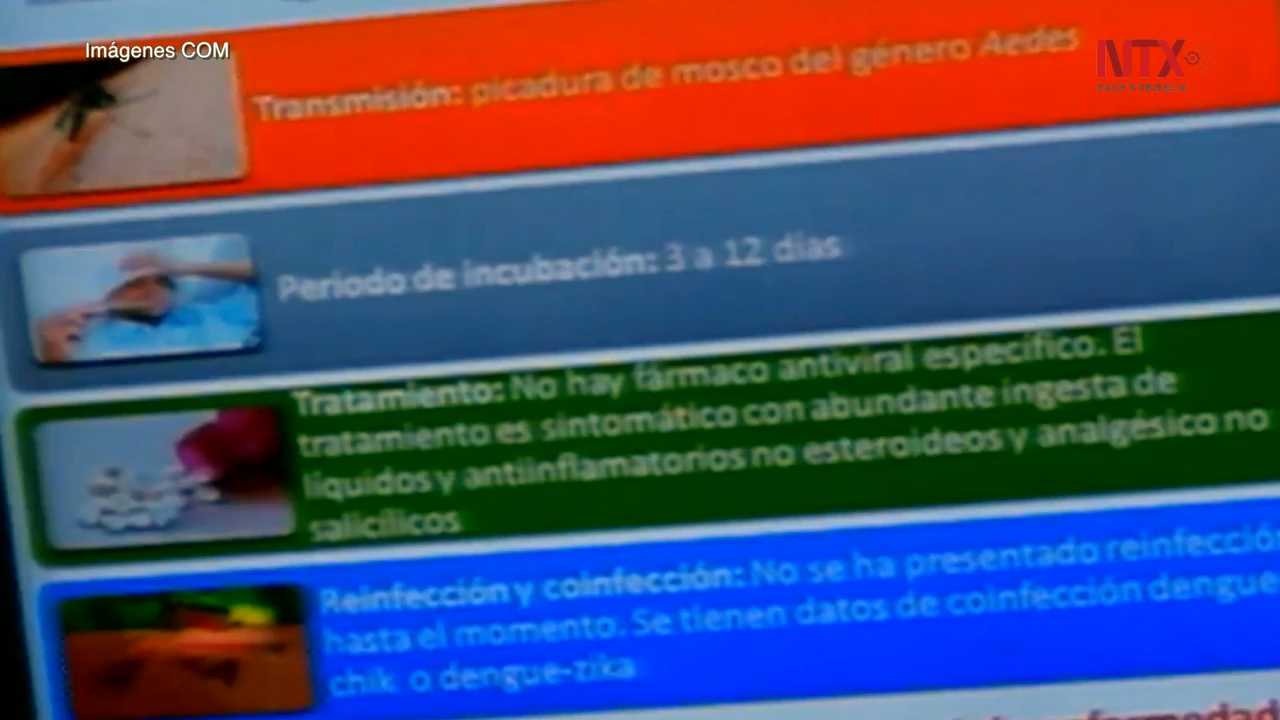 Imágenes COM
NTX
NOTIMEX
Transmisión: picadura de mosco del género Aedes
Periodo de incubación: 3 a 12 días
Tratamiento: No hay fármaco antiviral específico. El
tratamiento es sintomático con abundante ingesta de
líquidos y antiinflamatorios no esteroideos y analgésico no
salicílicos
Reinfección y coinfección: No se ha presentado reinfecció
hasta el momento. Se tienen datos de coinfección dengue
chik o dengue-zika